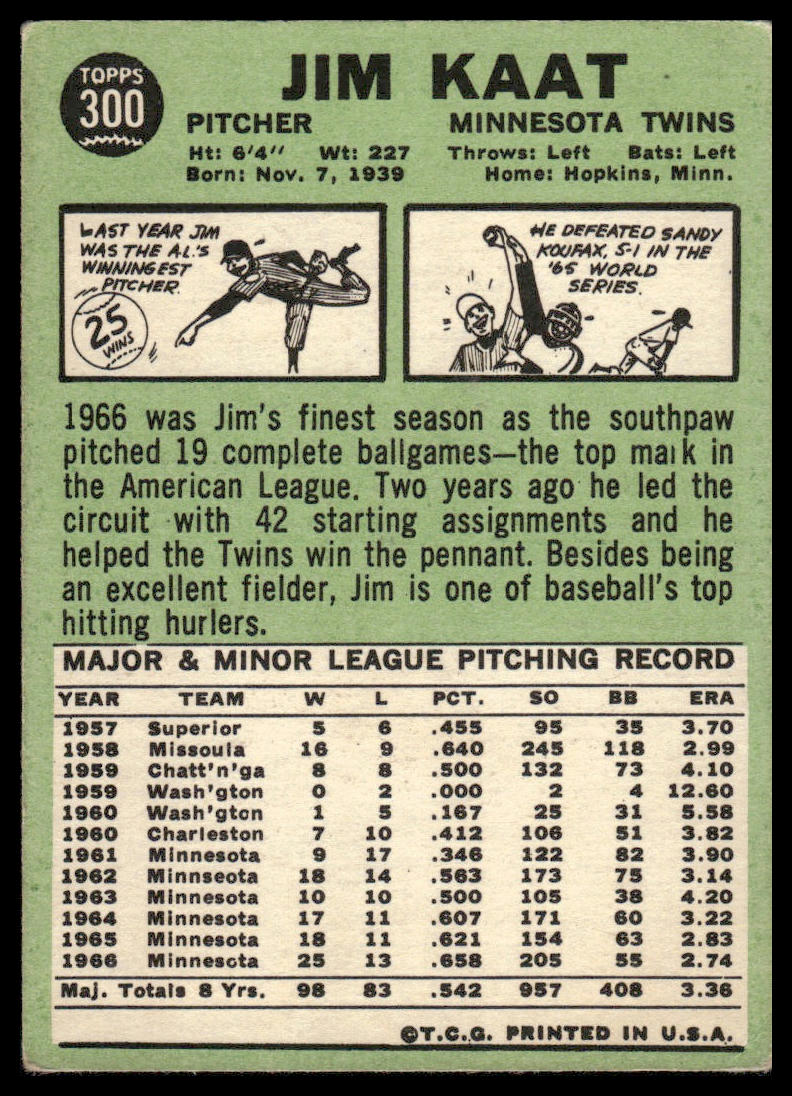 TOPPS
300
JIM KAAT
PITCHER MINNESOTA TWINS
Ht: 6'4" Wt: 227 Throws: Left Bats: Left
Born: Nov. 7, 1939 Home: Hopkins, Minn.
LAST YEAR JIM
WAS THE A.L.'S
WINNINGEST
PITCHER.
25
WINS
HE DEFEATED SANDY
KOUFAX, 5-1 IN THE
'65 WORLD
SERIES.
1966 was Jim's finest season as the southpaw
pitched 19 complete ballgames—the top mark in
the American League. Two years ago he led the
circuit with 42 starting assignments and he
helped the Twins win the pennant. Besides being
an excellent fielder, Jim is one of baseball's top
hitting hurlers.
MAJOR & MINOR LEAGUE PITCHING RECORD
YEAR TEAM W L PCT. SO BB ERA
1957 Superior 5 6 .455 95 35 3.70
1958 Missoula 16 9 .640 245 118 2.99
1959 Chatt'n'ga 8 8 .500 132 73 4.10
1959 Wash'gton 0 2 .000 2 4 12.60
1960 Wash'gton 1 5 .167 25 31 5.58
1960 Charleston 7 10 .412 106 51 3.82
1961 Minnesota 9 17 .346 122 82 3.90
1962 Minnseota 18 14 .563 173 75 3.14
1963 Minnesota 10 10 .500 105 38 4.20
1964 Minnesota 17 11 .607 171 60 3.22
1965 Minnesota 18 11 .621 154 63 2.83
1966 Minnesota 25 13 .658 205 55 2.74
Maj. Totals 8 Yrs. 98 83 .542 957 408 3.36
©T.C.G. PRINTED IN U.S.A.